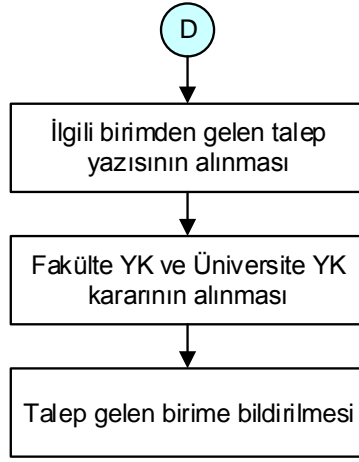 D
İlgili birimden gelen talep
yazısının alınması
Fakülte YK ve Üniversite YK
kararının alınması
Talep gelen birime bildirilmesi